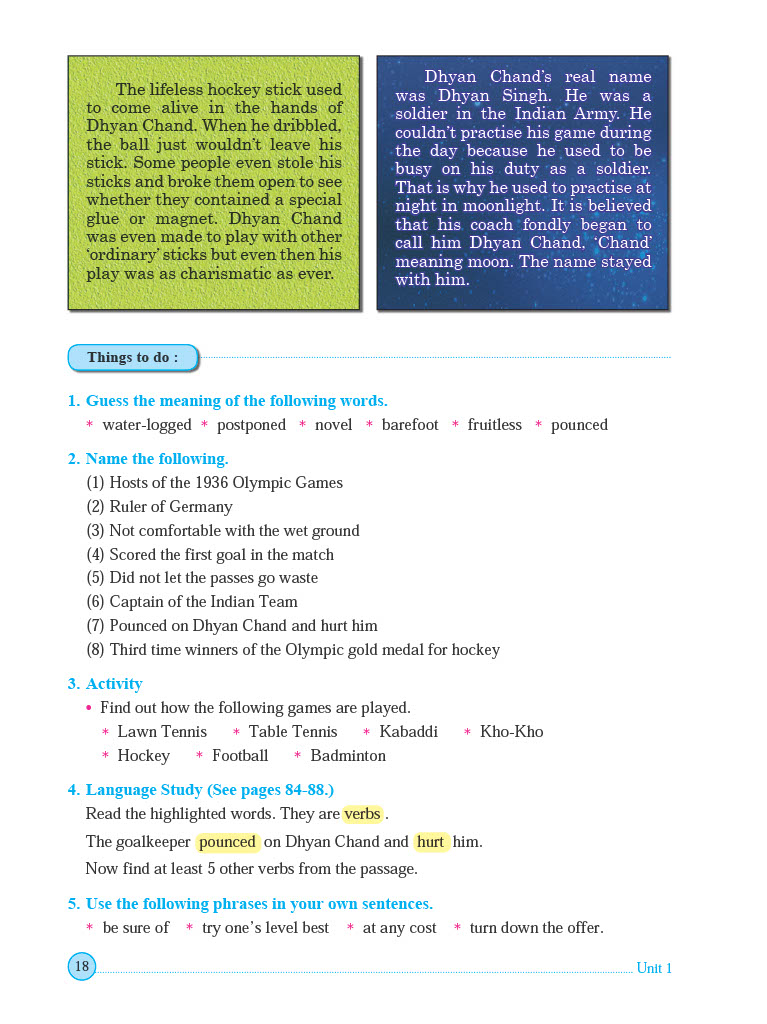 The lifeless hockey stick used
to come alive in the hands of
Dhyan Chand. When he dribbled,
the ball just wouldn't leave his
stick. Some people even stole his
sticks and broke them open to see
whether they contained a special
glue or magnet. Dhyan Chand
was even made to play with other
'ordinary' sticks but even then his
play was as charismatic as ever.
Dhyan Chand's real name
was Dhyan Singh. He was a
soldier in the Indian Army. He
couldn't practise his game during
the day because he used to be
busy on his duty as a soldier.
That is why he used to practise at
night in moonlight. It is believed
that his coach fondly began to
call him Dhyan Chand, 'Chand'
meaning moon. The name stayed
with him.
Things to do :
1. Guess the meaning of the following words.
* water-logged * postponed * novel * barefoot * fruitless * pounced
2. Name the following.
(1) Hosts of the 1936 Olympic Games
(2) Ruler of Germany
(3) Not comfortable with the wet ground
(4) Scored the first goal in the match
(5) Did not let the passes go waste
(6) Captain of the Indian Team
(7) Pounced on Dhyan Chand and hurt him
(8) Third time winners of the Olympic gold medal for hockey
3. Activity
• Find out how the following games are played.
* Lawn Tennis * Table Tennis * Kabaddi * Kho-Kho
* Hockey * Football * Badminton
4. Language Study (See pages 84-88.)
Read the highlighted words. They are verbs .
The goalkeeper pounced on Dhyan Chand and hurt him.
Now find at least 5 other verbs from the passage.
5. Use the following phrases in your own sentences.
* be sure of * try one's level best * at any cost * turn down the offer.
18 Unit 1